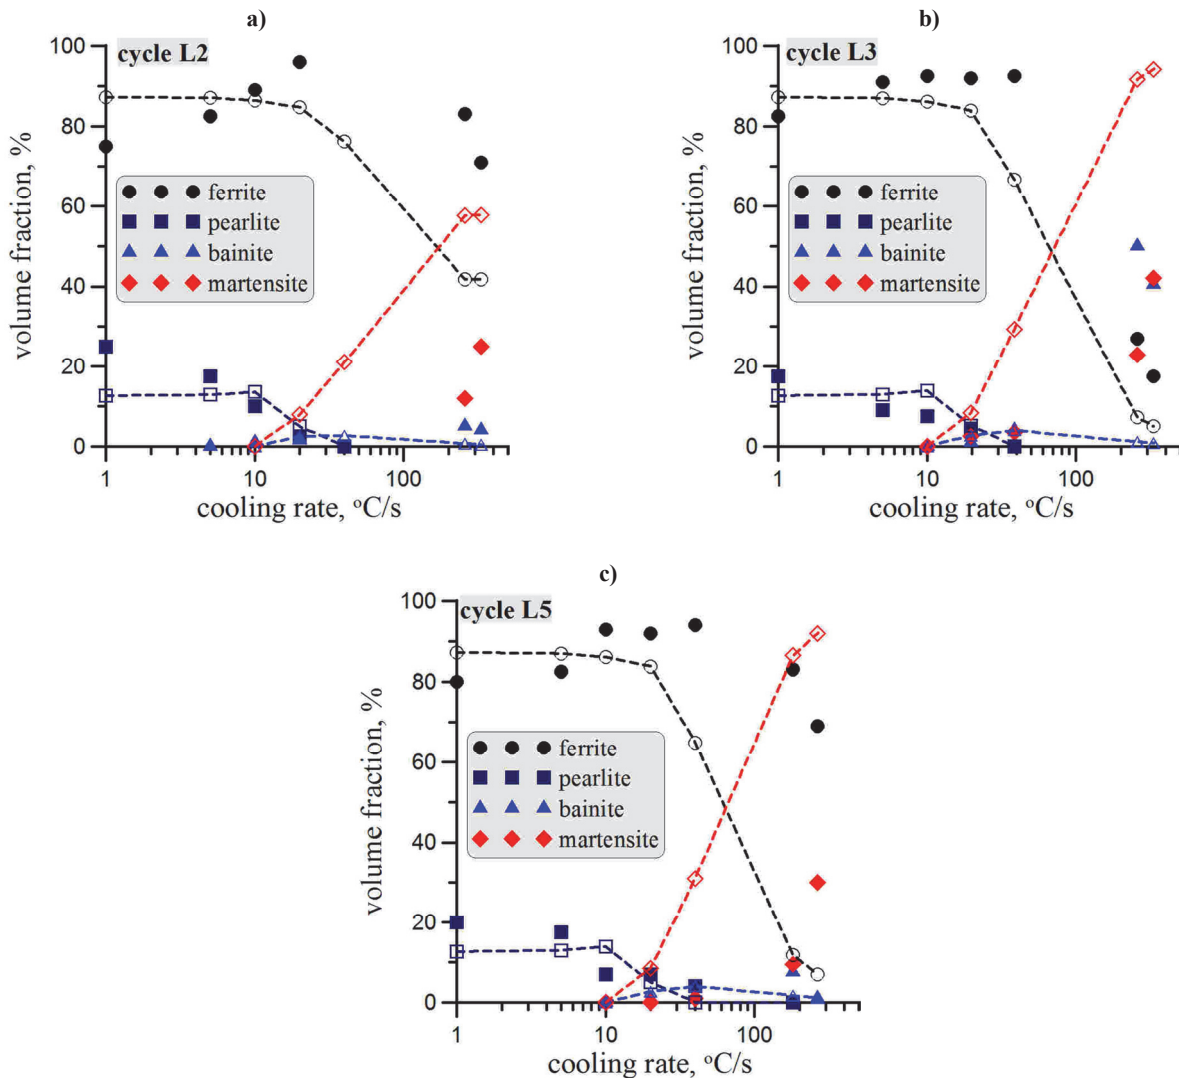 a)
cycle L2
100
80
60
40
20
0
volume fraction, %
ferrite
pearlite
bainite
martensite
1
10
100
cooling rate, °C/s
b)
cycle L3
100
80
60
40
20
0
volume fraction, %
ferrite
pearlite
bainite
martensite
1
10
100
cooling rate, °C/s
c)
cycle L5
100
80
60
40
20
0
volume fraction, %
ferrite
pearlite
bainite
martensite
1
10
100
cooling rate, °C/s